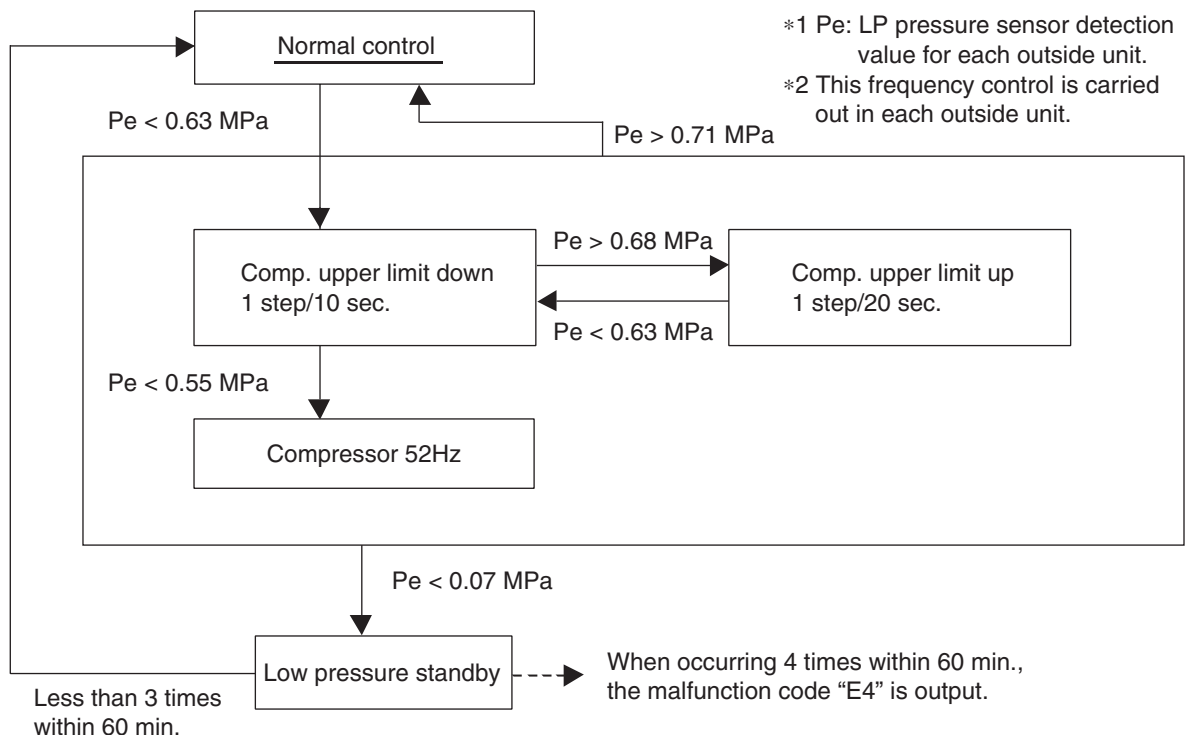 Normal control
*1 Pe: LP pressure sensor detection
value for each outside unit.
*2 This frequency control is carried
out in each outside unit.
Pe < 0.63 MPa
Pe > 0.71 MPa
Comp. upper limit down
1 step/10 sec.
Pe > 0.68 MPa
Pe < 0.63 MPa
Comp. upper limit up
1 step/20 sec.
Pe < 0.55 MPa
Compressor 52Hz
Pe < 0.07 MPa
Low pressure standby
When occurring 4 times within 60 min.,
the malfunction code “E4” is output.
Less than 3 times
within 60 min.